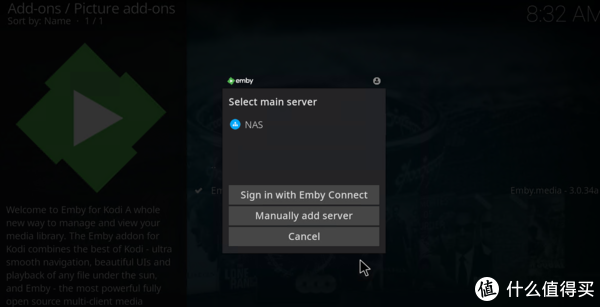 Add-ons / Picture add-ons
Sort by: Name · 1 / 1
8:32 AM
emby
Select main server
NAS
Sign in with Emby Connect
Manually add server
Cancel
Emby.media - 3.0.34a
Welcome to Emby for Kodi A whole
new way to manage and view your
media library. The Emby addon for
Kodi combines the best of Kodi - ultra
smooth navigation, beautiful UIs and
playback of any file under the sun,
and Emby - the most powerful fully
open source multi-client media
值 什么值得买